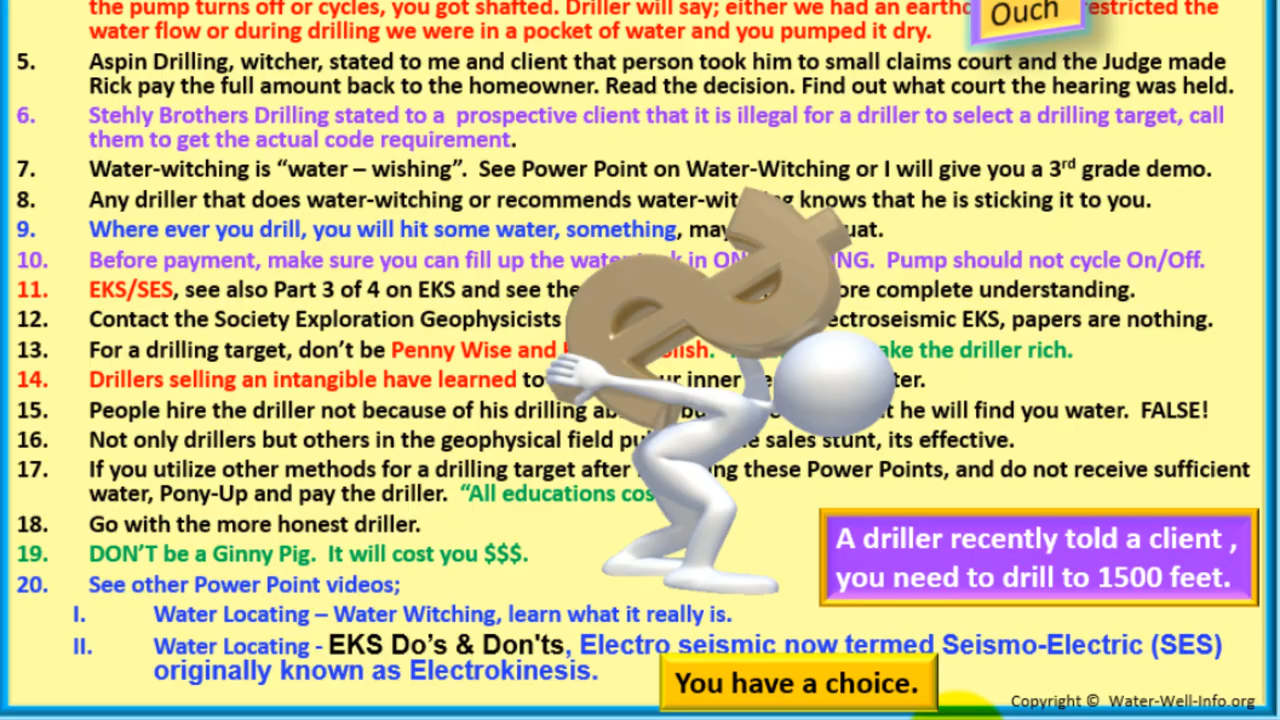 the pump turns off or cycles, you got shafted. Driller will say; either we had an restricted the
Ouch
water flow or during drilling we were in a pocket of water and you pumped it dry.
5. Aspin Drilling, witcher, stated to me and client that person took him to small claims court and the Judge made
Rick pay the full amount back to the homeowner. Read the decision. Find out what court the hearing was held.
6. Stehly Brothers Drilling stated to a prospective client that it is illegal for a driller to select a drilling target, call
them to get the actual code requirement.
7. Water-witching is “water – wishing”. See Power Point on Water-Witching or I will give you a 3rd grade demo.
8. Any driller that does water-witching or recommends water-witching knows that he is sticking it to you.
9. Where ever you drill, you will hit some water, something, may
10. Before payment, make sure you can fill up the water in Pump should not cycle On/Off.
11. EKS/SES, see also Part 3 of 4 on EKS and see the complete understanding.
12. Contact the Society Exploration Geophysicists EKS, papers are nothing.
13. For a drilling target, don’t be Penny Wise and the driller rich.
14. Drillers selling an intangible have learned to inner
15. People hire the driller not because of his drilling he will find you water. FALSE!
16. Not only drillers but others in the geophysical field sales stunt, its effective.
17. If you utilize other methods for a drilling target after these Power Points, and do not receive sufficient
water, Pony-Up and pay the driller. “All educations
18. Go with the more honest driller.
19. DON’T be a Ginny Pig. It will cost you $$$.
A driller recently told a client ,
you need to drill to 1500 feet.
20. See other Power Point videos;
I. Water Locating – Water Witching, learn what it really is.
II. Water Locating - EKS Do’s & Don'ts, Electro seismic now termed Seismo-Electric (SES)
originally known as Electrokinesis.
You have a choice.
Copyright © Water-Well-Info.org